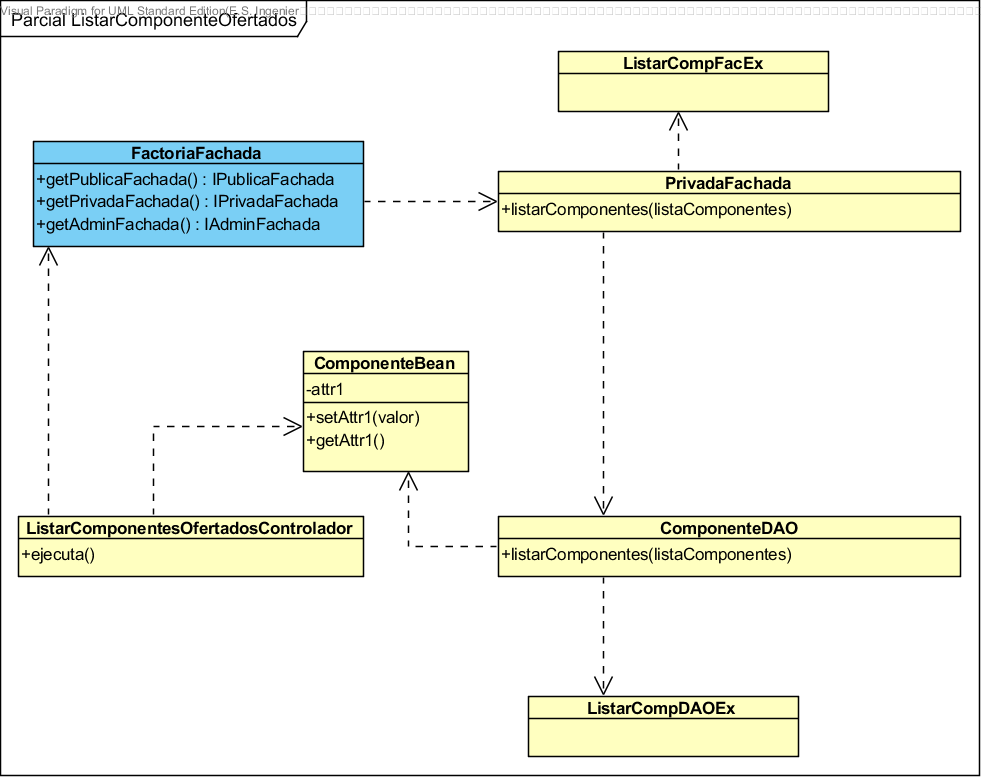 Visual Paradigm for UML Standard Edition(E.S. Ingenier
Parcial ListarComponenteOfertados
ListarCompFacEx
FactoriaFachada
+getPublicaFachada() : IPublicaFachada
+getPrivadaFachada() : IPrivadaFachada
+getAdminFachada() : IAdminFachada
PrivadaFachada
+listarComponentes(listaComponentes)
ComponenteBean
-attr1
+setAttr1(valor)
+getAttr1()
ListarComponentesOfertadosControlador
+ejecuta()
ComponenteDAO
+listarComponentes(listaComponentes)
ListarCompDAOEx